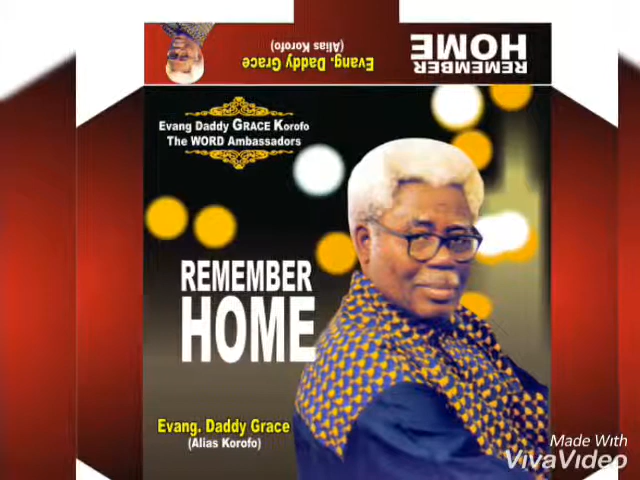 REMEMBER
HOME
Evang. Daddy Grace
(Alias Korofo)
Evang Daddy GRACE Korofo
The WORD Ambassadors
REMEMBER
HOME
Evang. Daddy Grace
(Alias Korofo)
Made With
VivaVideo